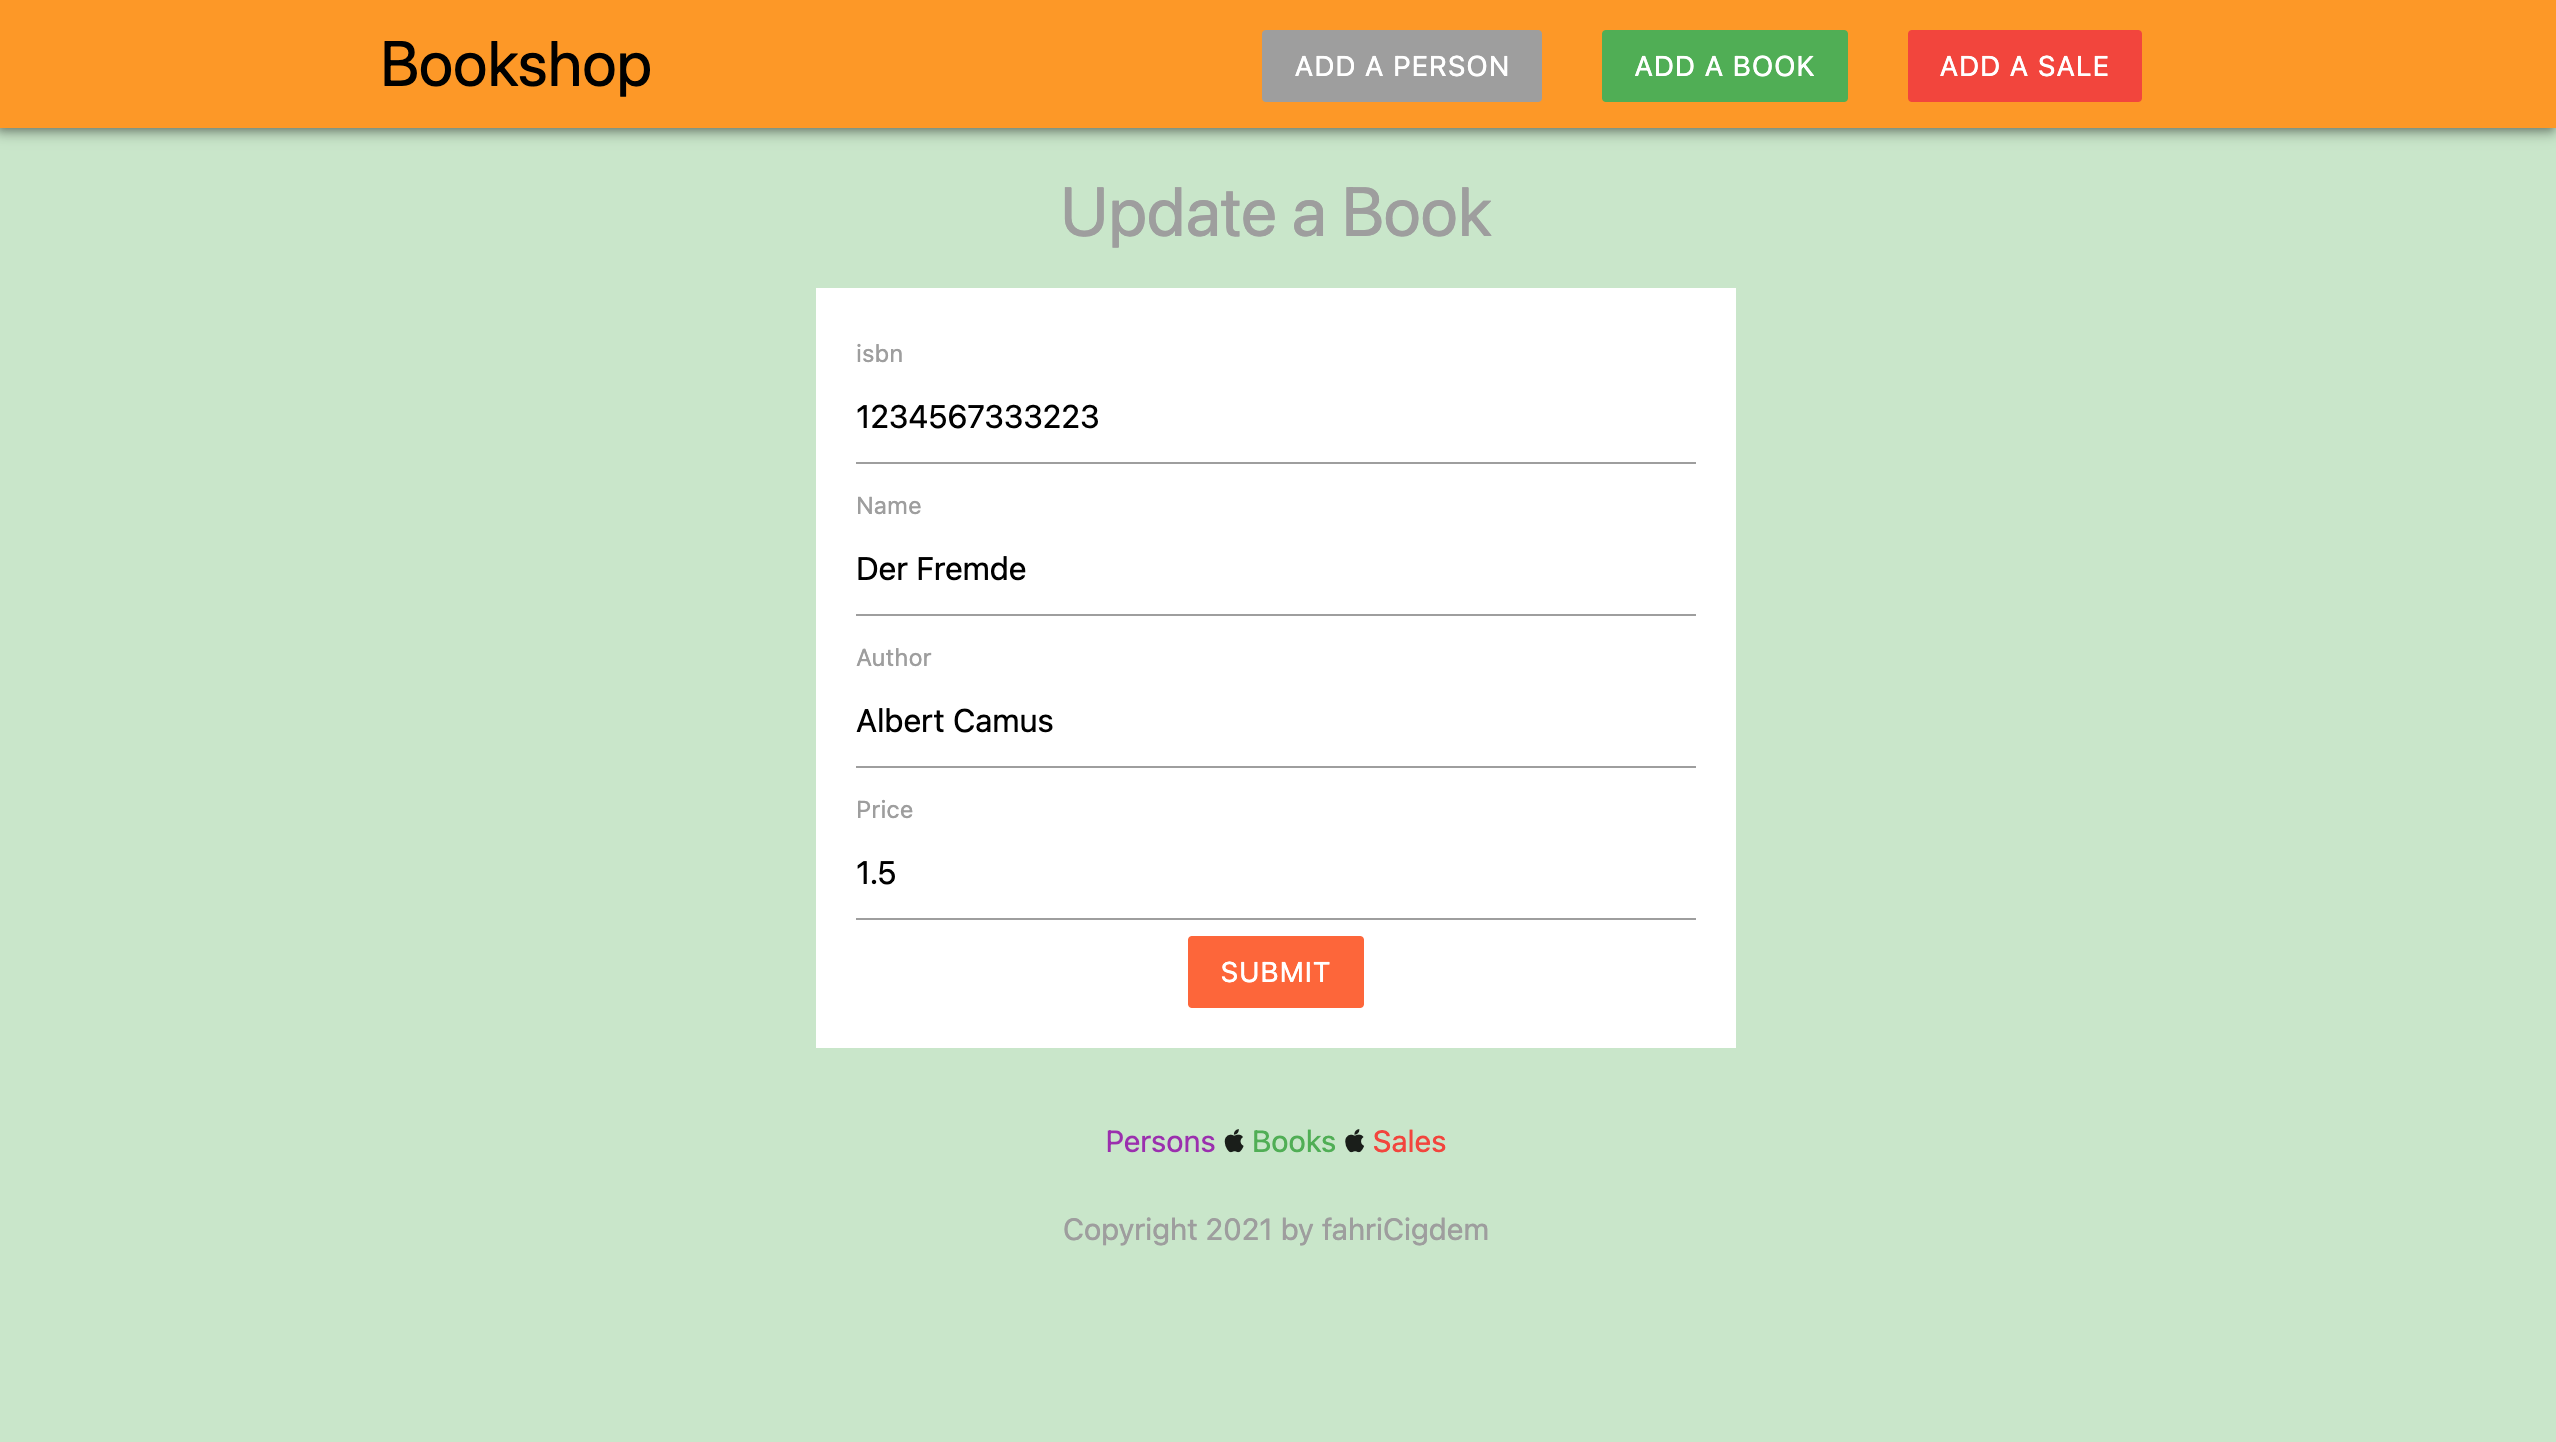 Bookshop ADD A PERSON ADD A BOOK ADD A SALE
Update a Book
isbn
1234567333223
Name
Der Fremde
Author
Albert Camus
Price
1.5
SUBMIT
Persons Books Sales
Copyright 2021 by fahriCigdem